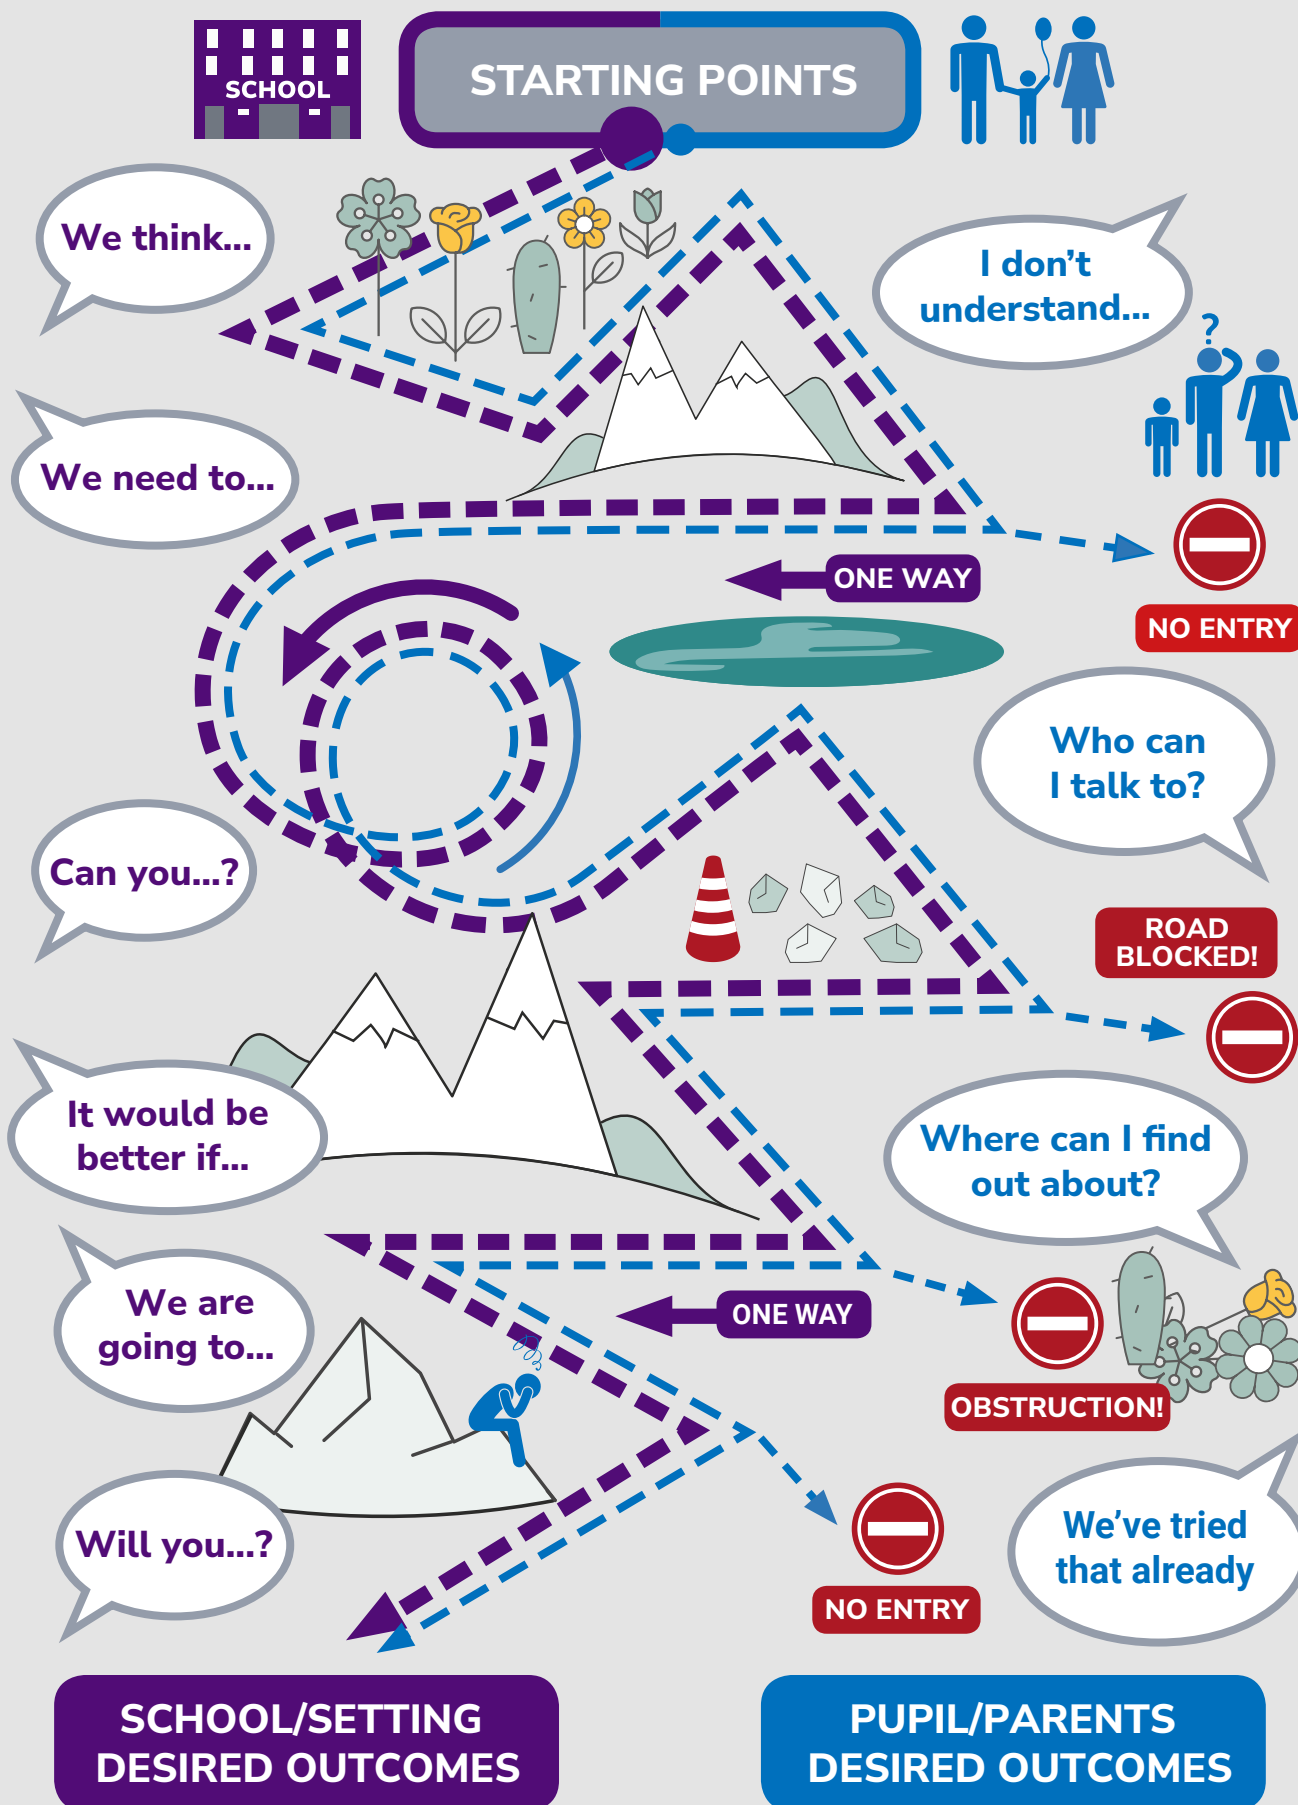 SCHOOL
STARTING POINTS
We think...
I don't
understand...
?
We need to...
ONE WAY
NO ENTRY
Who can
I talk to?
Can you...?
ROAD
BLOCKED!
It would be
better if...
Where can I find
out about?
We are
going to...
ONE WAY
OBSTRUCTION!
We've tried
that already
Will you...?
NO ENTRY
SCHOOL/SETTING
DESIRED OUTCOMES
PUPIL/PARENTS
DESIRED OUTCOMES